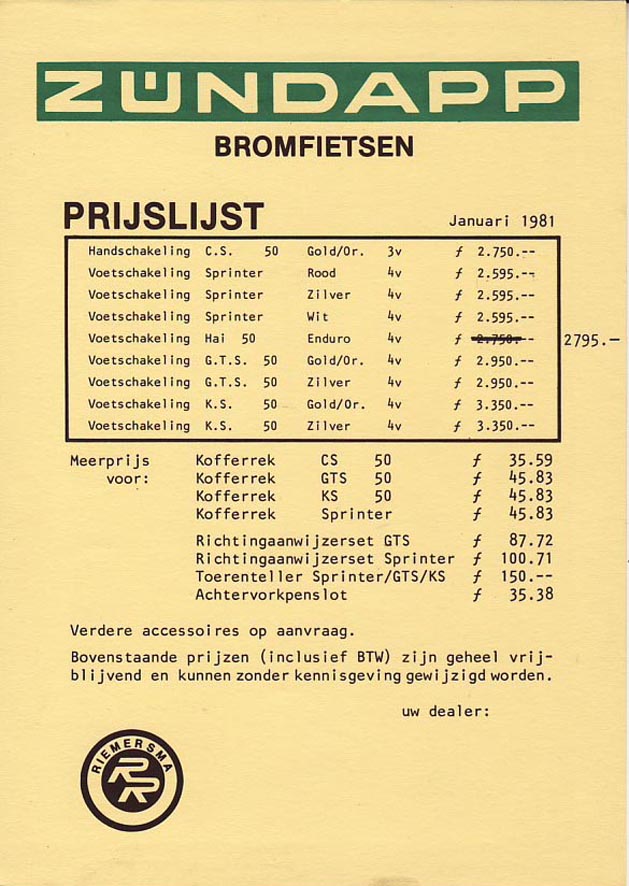 ZÜNDAPP
BROMFIETSEN
PRIJSLIJST Januari 1981
Handschakeling C.S. 50 Gold/Or. 3v ƒ 2.750.--
Voetschakeling Sprinter Rood 4v ƒ 2.595.--
Voetschakeling Sprinter Zilver 4v ƒ 2.595.--
Voetschakeling Sprinter Wit 4v ƒ 2.595.--
Voetschakeling Hai 50 Enduro 4v ƒ 2.750.-- 2795.—
Voetschakeling G.T.S. 50 Gold/Or. 4v ƒ 2.950.--
Voetschakeling G.T.S. 50 Zilver 4v ƒ 2.950.--
Voetschakeling K.S. 50 Gold/Or. 4v ƒ 3.350.--
Voetschakeling K.S. 50 Zilver 4v ƒ 3.350.--
Meerprijs Kofferrek CS 50 ƒ 35.59
voor: Kofferrek GTS 50 ƒ 45.83
Kofferrek KS 50 ƒ 45.83
Kofferrek Sprinter ƒ 45.83
Richtingaanwijzerset GTS ƒ 87.72
Richtingaanwijzerset Sprinter ƒ 100.71
Toerenteller Sprinter/GTS/KS ƒ 150.--
Achtervorkpenslot ƒ 35.38
Verdere accessoires op aanvraag.
Bovenstaande prijzen (inclusief BTW) zijn geheel vrij-
blijvend en kunnen zonder kennisgeving gewijzigd worden.
uw dealer:
RIEMERSMA
RR